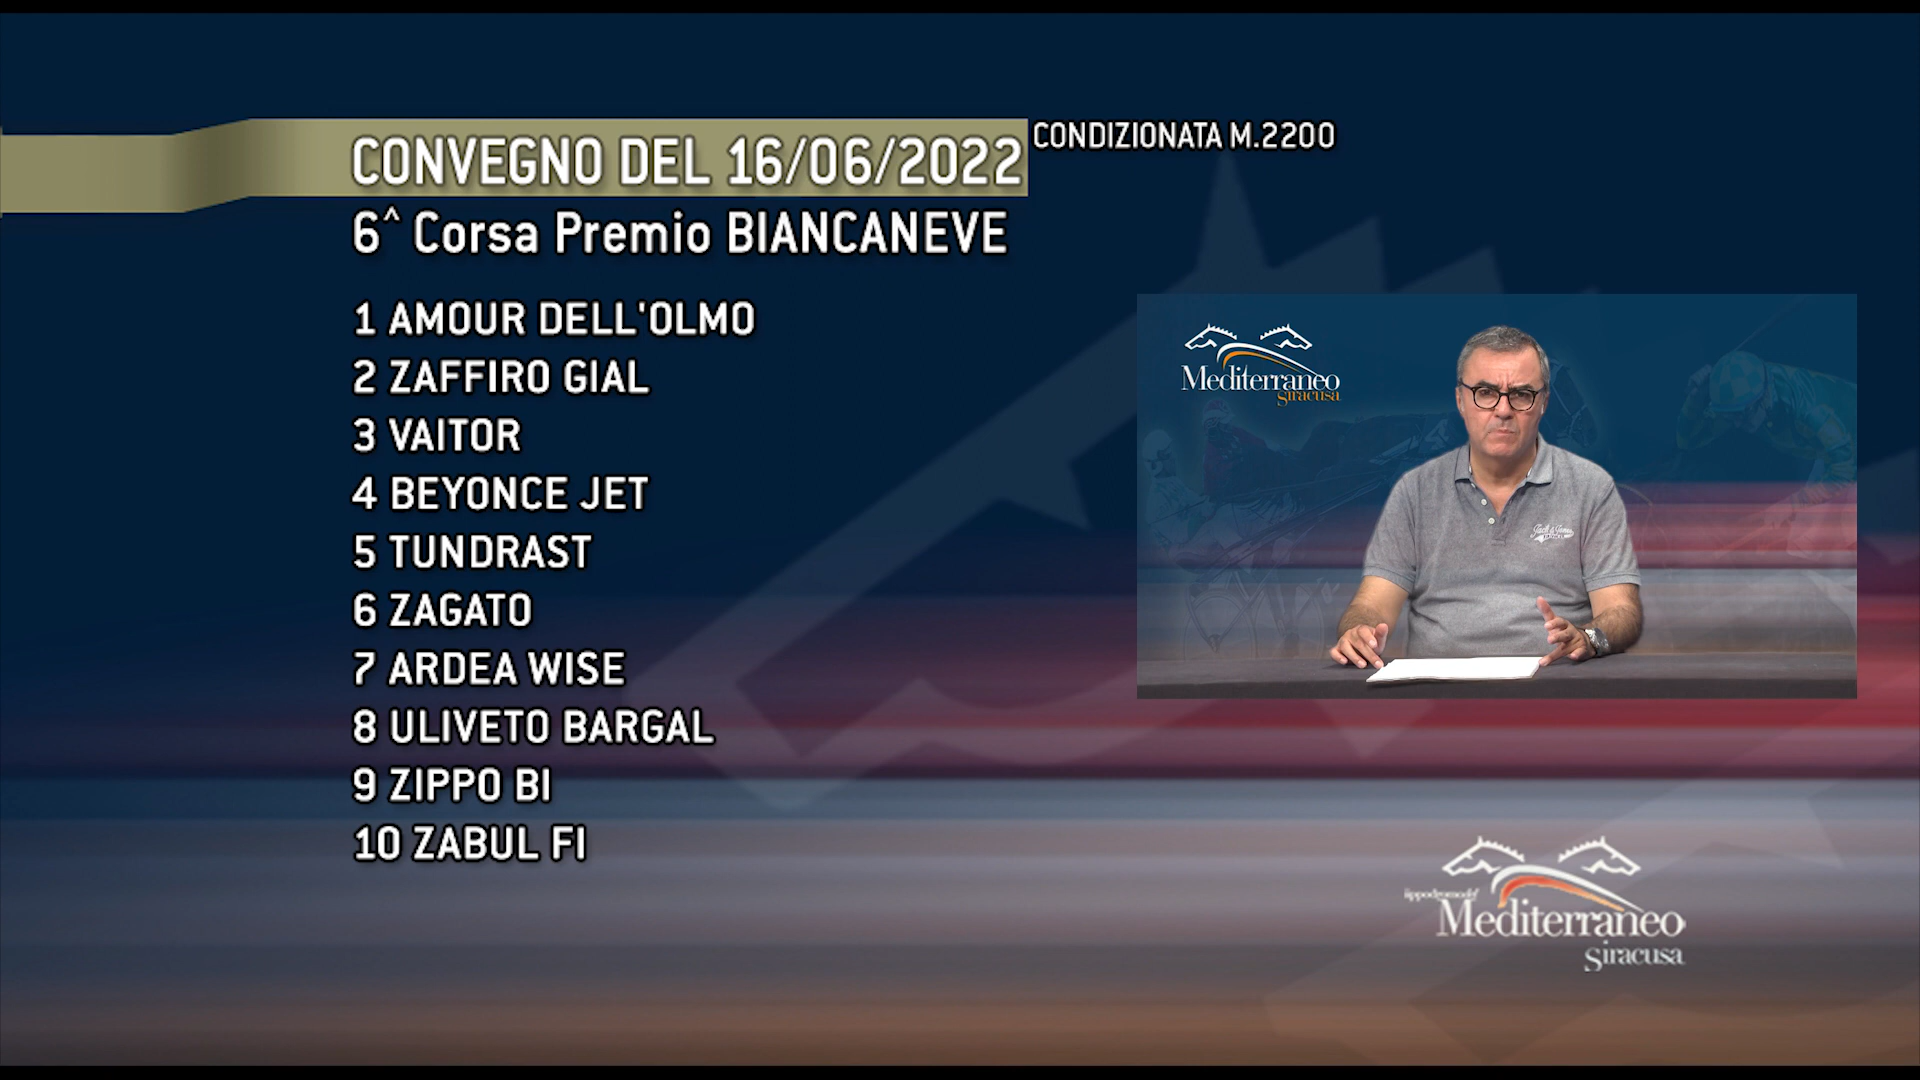 CONVEGNO DEL 16/06/2022
CONDIZIONATA M.2200
6^ Corsa Premio BIANCANEVE
1 AMOUR DELL'OLMO
2 ZAFFIRO GIAL
3 VAITOR
4 BEYONCE JET
5 TUNDRAST
6 ZAGATO
7 ARDEA WISE
8 ULIVETO BARGAL
9 ZIPPO BI
10 ZABUL FI
Mediterraneo
Siracusa
ippodromo del
Mediterraneo
Siracusa